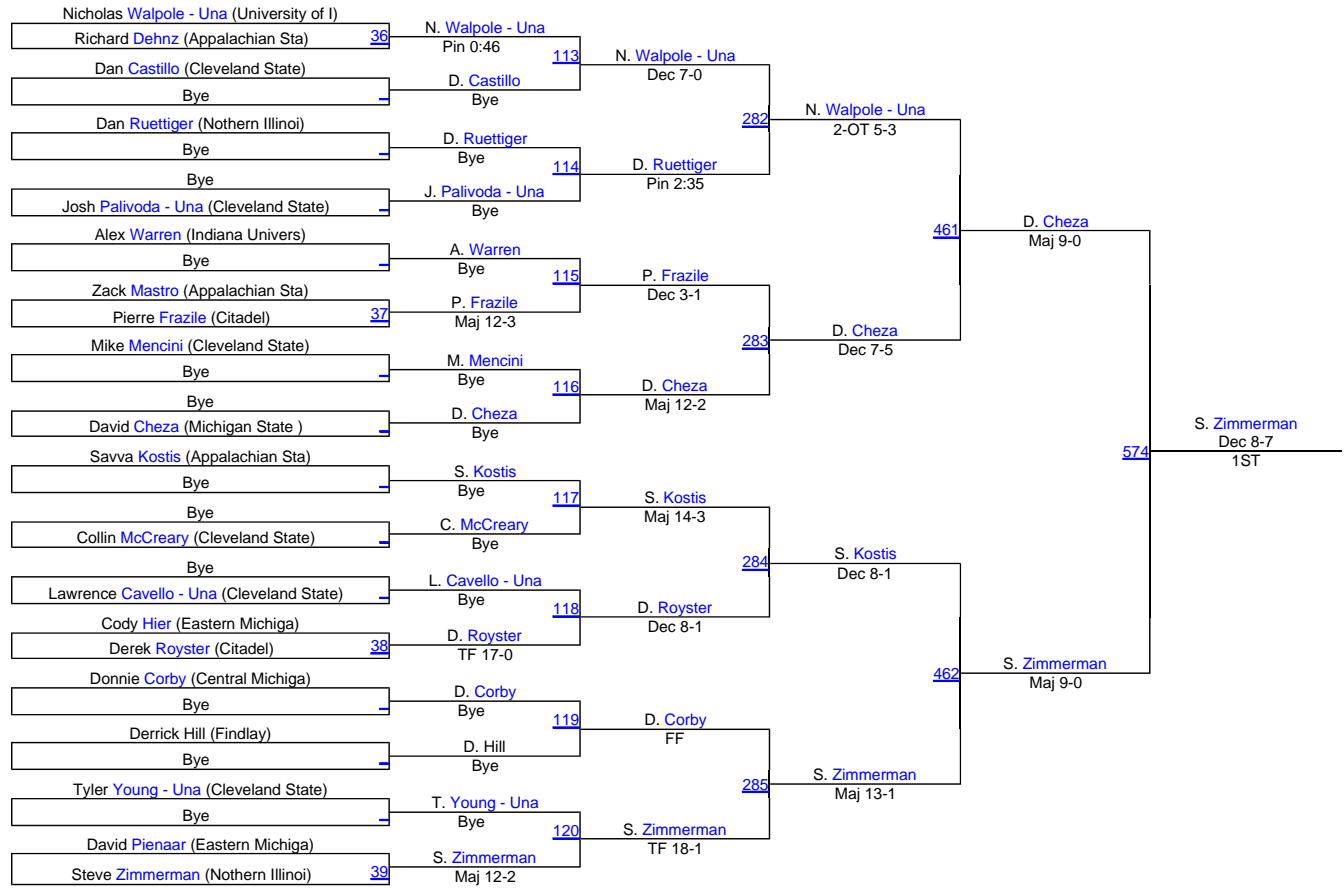 Nicholas Walpole - Una (University of I)
Richard Dehnz (Appalachian Sta) 36
Dan Castillo (Cleveland State)
Bye
Dan Ruettiger (Nothern Illinoi)
Bye
Bye
Josh Palivoda - Una (Cleveland State)
Alex Warren (Indiana Univers)
Bye
Zack Mastro (Appalachian Sta)
Pierre Frazile (Citadel) 37
Mike Mencini (Cleveland State)
Bye
Bye
David Cheza (Michigan State )
Savva Kostis (Appalachian Sta)
Bye
Bye
Collin McCreary (Cleveland State)
Bye
Lawrence Cavello - Una (Cleveland State)
Cody Hier (Eastern Michiga)
Derek Royster (Citadel) 38
Donnie Corby (Central Michiga)
Bye
Derrick Hill (Findlay)
Bye
Tyler Young - Una (Cleveland State)
Bye
David Pienaar (Eastern Michiga)
Steve Zimmerman (Nothern Illinoi) 39
N. Walpole - Una
Pin 0:46
113
D. Castillo
Bye
D. Ruettiger
Bye
114
J. Palivoda - Una
Bye
A. Warren
Bye
115
P. Frazile
Maj 12-3
M. Mencini
Bye
116
D. Cheza
Bye
S. Kostis
Bye
117
C. McCreary
Bye
L. Cavello - Una
Bye
118
D. Royster
TF 17-0
D. Corby
Bye
119
D. Hill
Bye
T. Young - Una
Bye
120
S. Zimmerman
Maj 12-2
N. Walpole - Una
Dec 7-0
282
D. Ruettiger
Pin 2:35
P. Frazile
Dec 3-1
283
D. Cheza
Maj 12-2
S. Kostis
Maj 14-3
284
D. Royster
Dec 8-1
D. Corby
FF
285
S. Zimmerman
TF 18-1
N. Walpole - Una
2-OT 5-3
461
D. Cheza
Dec 7-5
S. Kostis
Dec 8-1
462
S. Zimmerman
Maj 13-1
D. Cheza
Maj 9-0
574
S. Zimmerman
Maj 9-0
S. Zimmerman
Dec 8-7
1ST